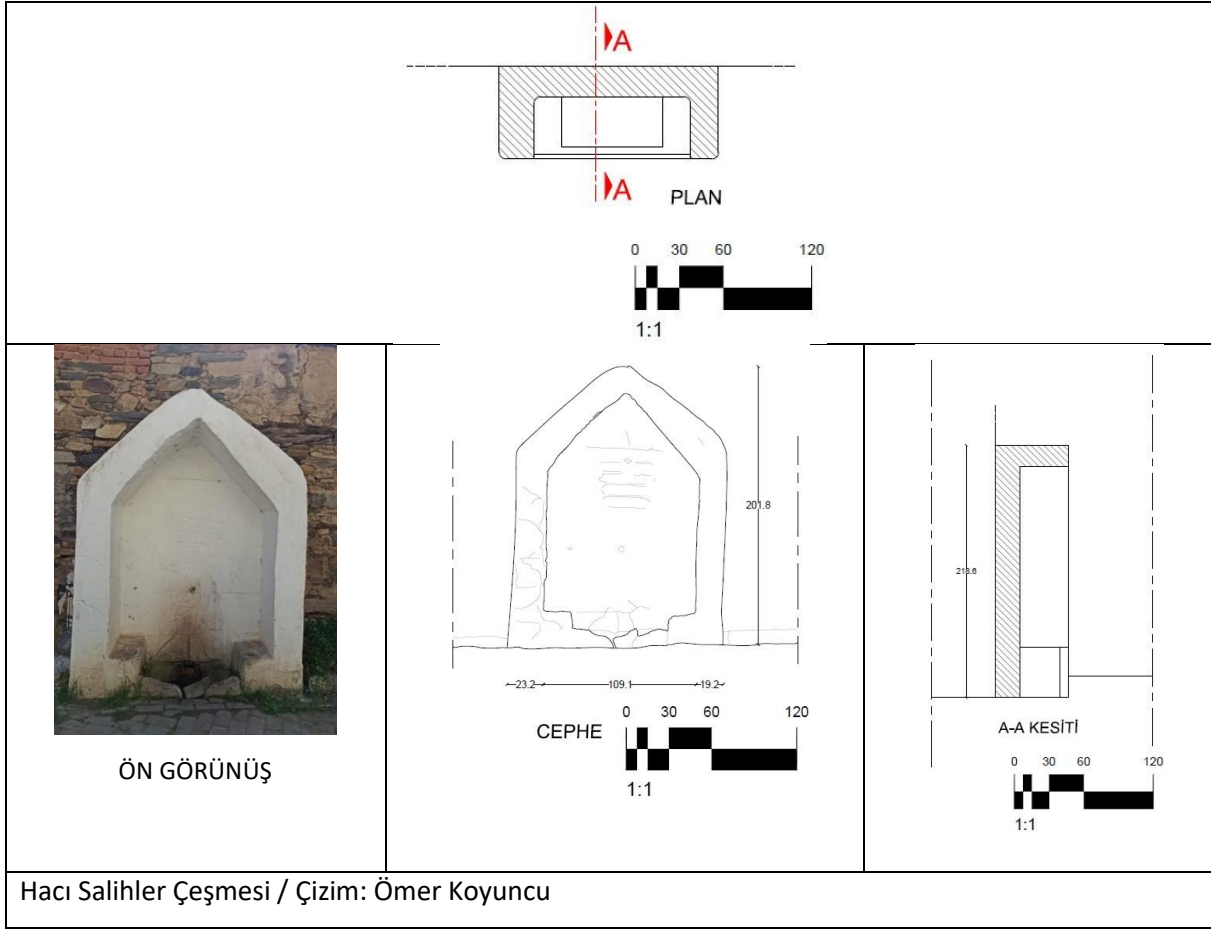 A
A
PLAN
0 30 60 120
1:1
ÖN GÖRÜNÜŞ
201.8
23.2 109.1 19.2
CEPHE
0 30 60 120
1:1
A-A KESİTİ
0 30 60 120
1:1
Hacı Salihler Çeşmesi / Çizim: Ömer Koyuncu